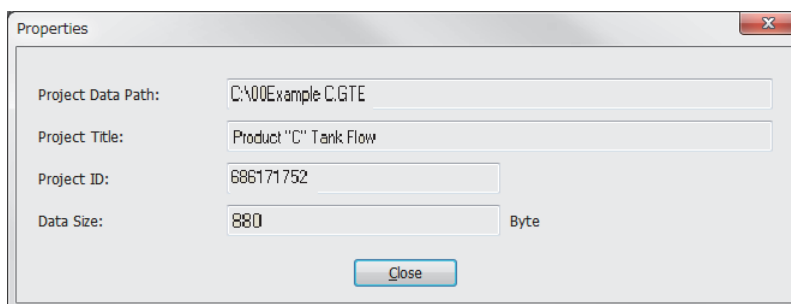 Properties
Project Data Path: C:\00Example C.GTE
Project Title: Product "C" Tank Flow
Project ID: 686171752
Data Size: 880 Byte
Close